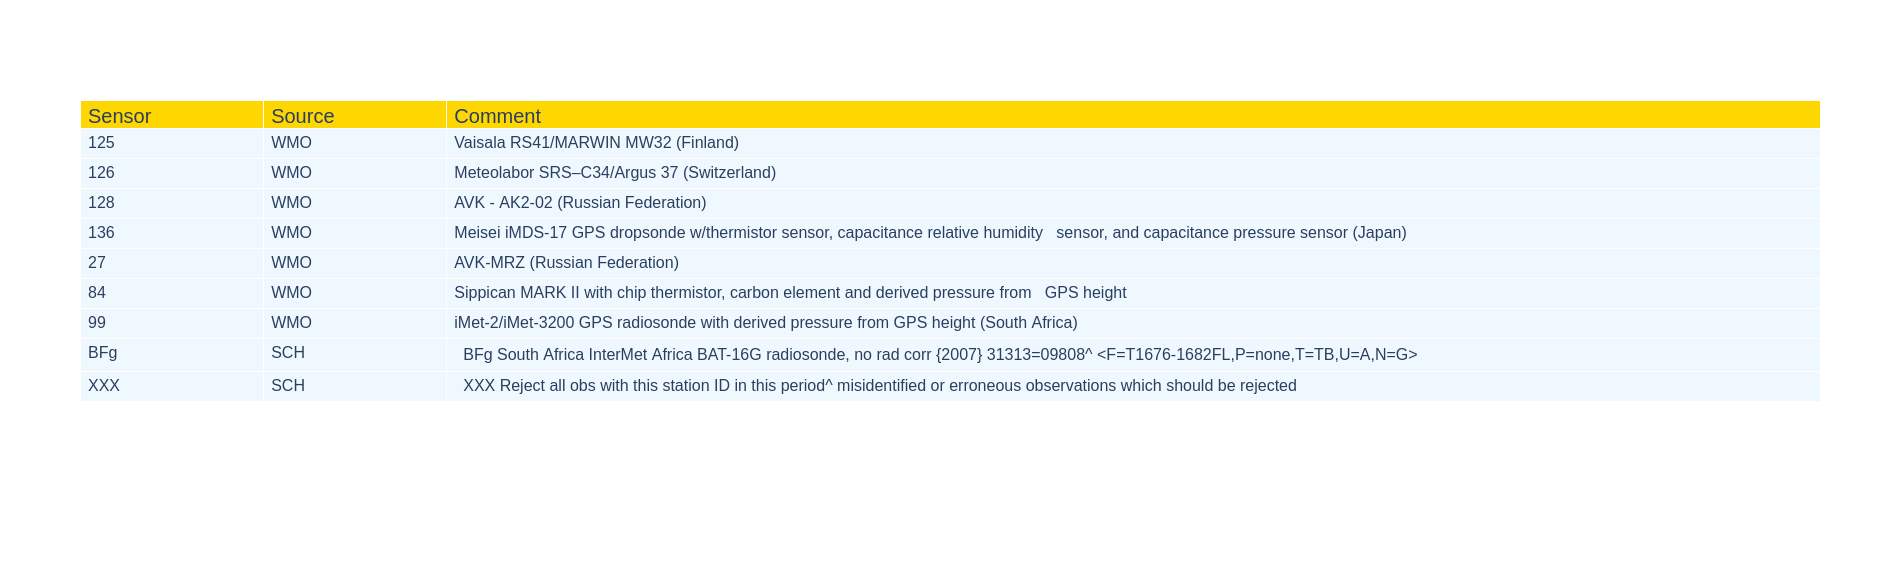 Sensor Source Comment
125 WMO Vaisala RS41/MARWIN MW32 (Finland)
126 WMO Meteolabor SRS–C34/Argus 37 (Switzerland)
128 WMO AVK - AK2-02 (Russian Federation)
136 WMO Meisei iMDS-17 GPS dropsonde w/thermistor sensor, capacitance relative humidity   sensor, and capacitance pressure sensor (Japan)
27 WMO AVK-MRZ (Russian Federation)
84 WMO Sippican MARK II with chip thermistor, carbon element and derived pressure from   GPS height
99 WMO iMet-2/iMet-3200 GPS radiosonde with derived pressure from GPS height (South Africa)
BFg SCH BFg South Africa InterMet Africa BAT-16G radiosonde, no rad corr {2007} 31313=09808^ <F=T1676-1682FL,P=none,T=TB,U=A,N=G>
XXX SCH XXX Reject all obs with this station ID in this period^ misidentified or erroneous observations which should be rejected